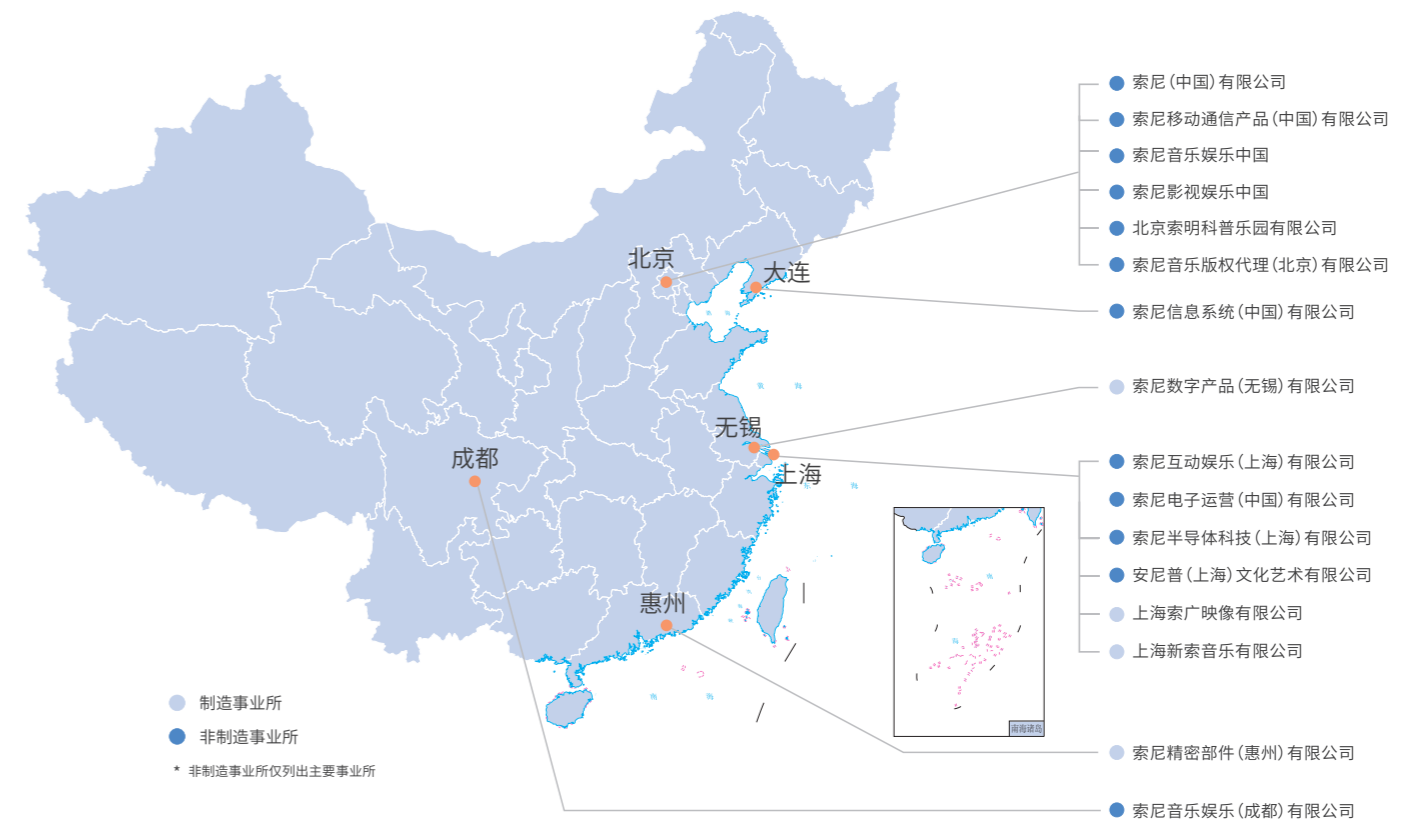 索尼(中国)有限公司
索尼移动通信产品(中国)有限公司
索尼音乐娱乐中国
索尼影视娱乐中国
北京索明科普乐园有限公司
索尼音乐版权代理(北京)有限公司
北京
大连
索尼信息系统(中国)有限公司
索尼数字产品(无锡)有限公司
无锡
成都
上海
索尼互动娱乐(上海)有限公司
索尼电子运营(中国)有限公司
索尼半导体科技(上海)有限公司
安尼普(上海)文化艺术有限公司
上海索广映像有限公司
上海新索音乐有限公司
惠州
制造事业所
非制造事业所
* 非制造事业所仅列出主要事业所
南海诸岛
索尼精密部件(惠州)有限公司
索尼音乐娱乐(成都)有限公司